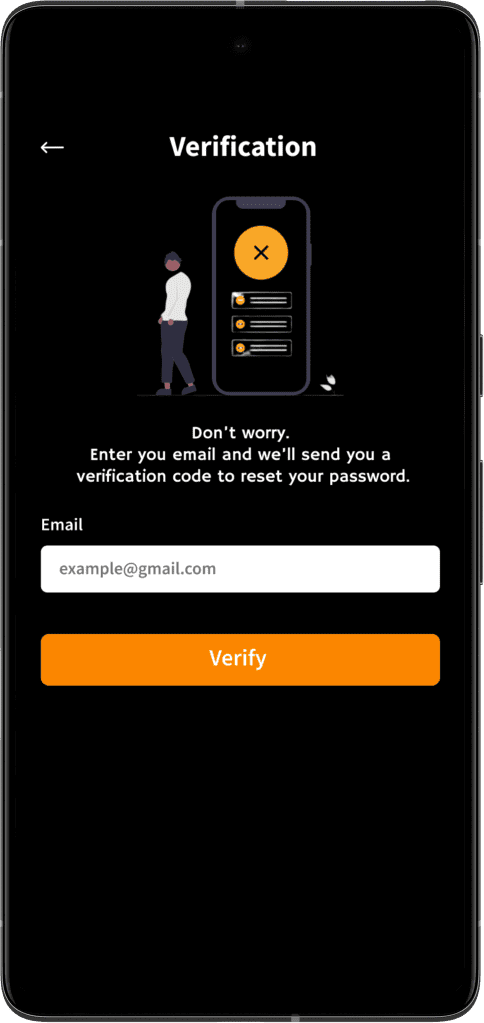 Verification
Don't worry.
Enter you email and we'll send you a
verification code to reset your password.
Email
example@gmail.com
Verify